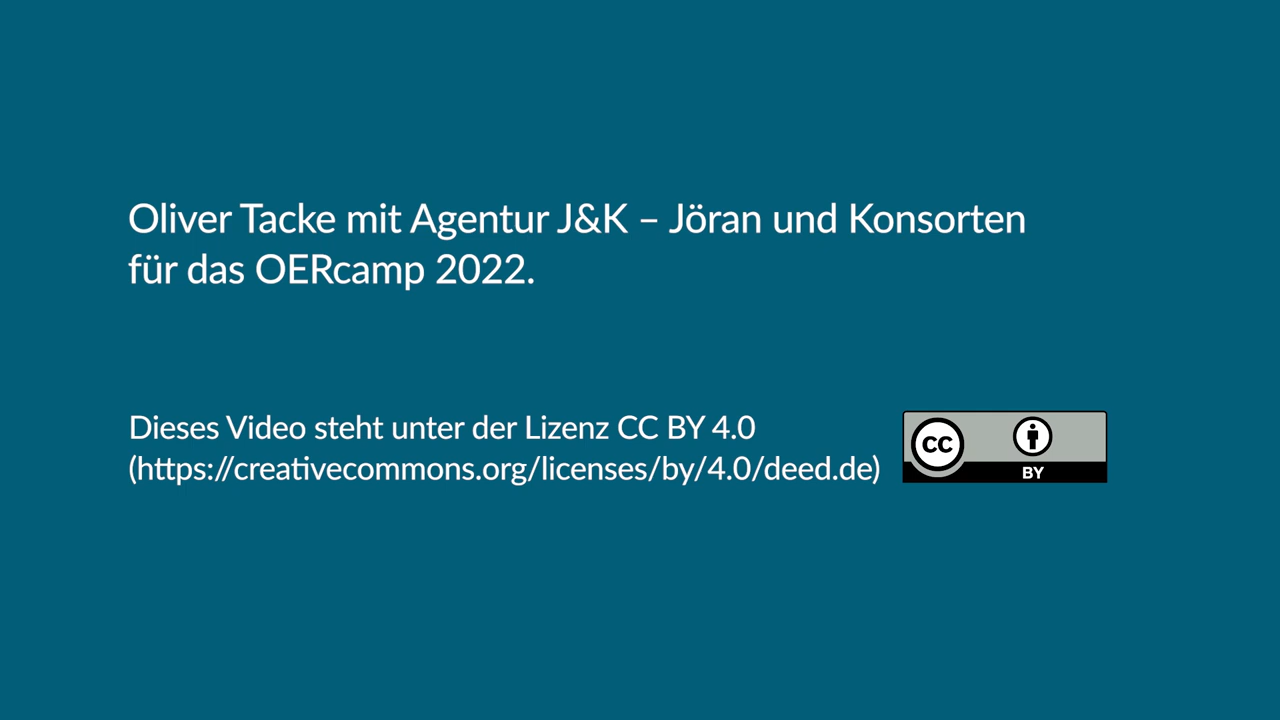 Oliver Tacke mit Agentur J&K – Jöran und Konsorten
für das OERcamp 2022.
Dieses Video steht unter der Lizenz CC BY 4.0
(https://creativecommons.org/licenses/by/4.0/deed.de)
CC
BY